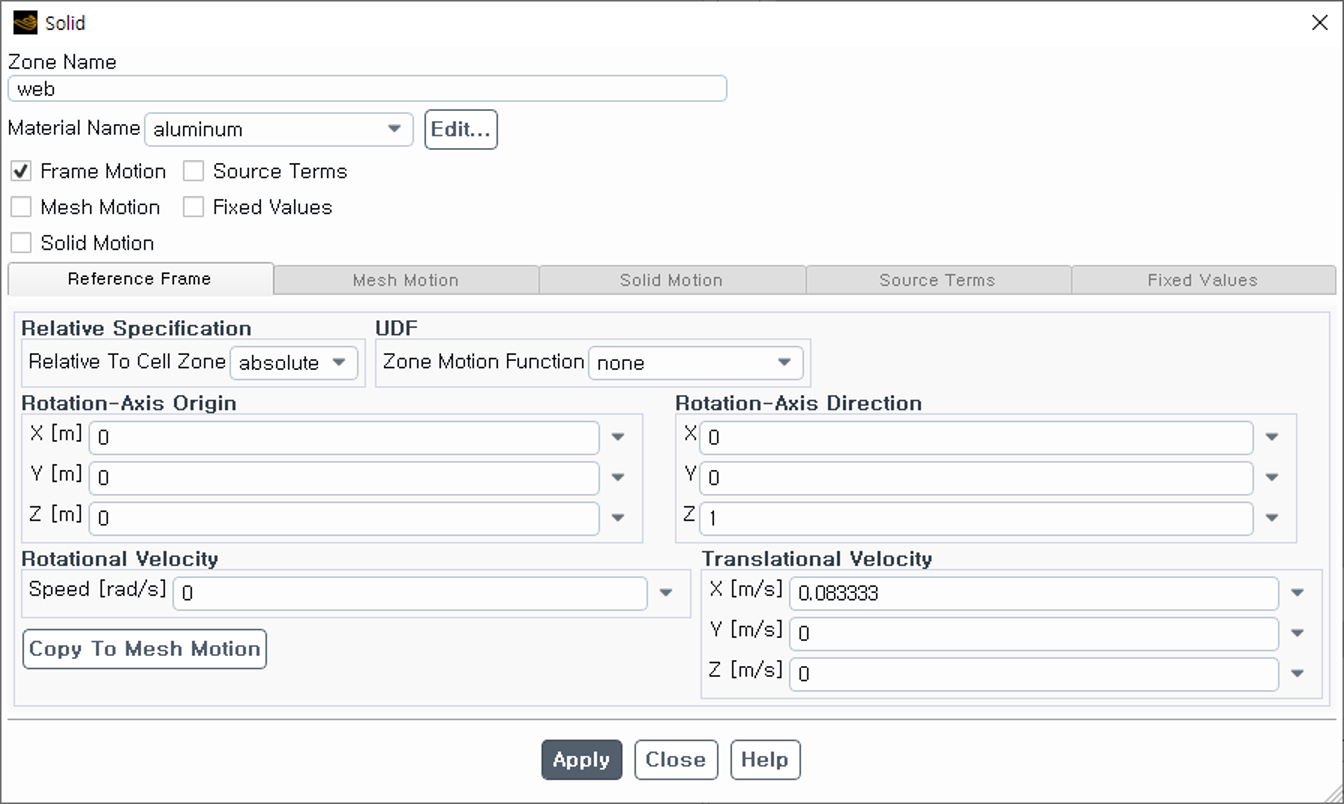 Solid
Zone Name
web
Material Name aluminum Edit...
Frame Motion Source Terms
Mesh Motion Fixed Values
Solid Motion
Reference Frame Mesh Motion Solid Motion Source Terms Fixed Values
Relative Specification UDF
Relative To Cell Zone absolute Zone Motion Function none
Rotation-Axis Origin Rotation-Axis Direction
X [m] 0 X 0
Y [m] 0 Y 0
Z [m] 0 Z 1
Rotational Velocity Translational Velocity
Speed [rad/s] 0 X [m/s] 0.083333
Y [m/s] 0
Copy To Mesh Motion
Z [m/s] 0
Apply Close Help